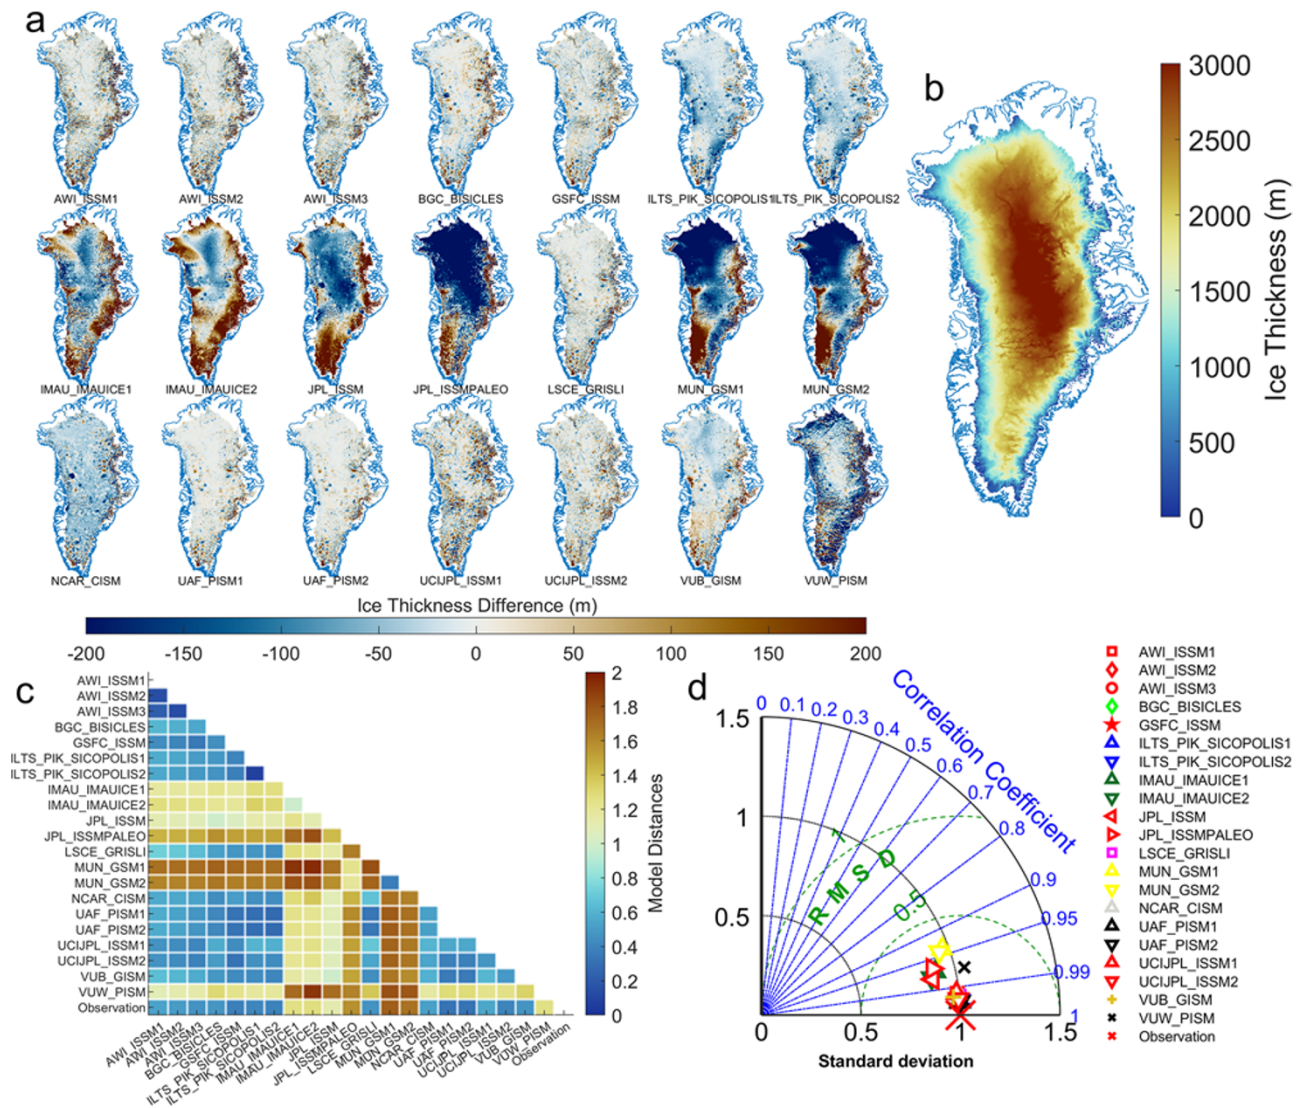 a
AWI_ISSM1
AWI_ISSM2
AWI_ISSM3
BGC_BISICLES
GSFC_ISSM
ILTS_PIK_SICOPOLIS1
ILTS_PIK_SICOPOLIS2
IMAU_IMAUICE1
IMAU_IMAUICE2
JPL_ISSM
JPL_ISSMPALEO
LSCE_GRISLI
MUN_GSM1
MUN_GSM2
NCAR_CISM
UAF_PISM1
UAF_PISM2
UCIJPL_ISSM1
UCIJPL_ISSM2
VUB_GISM
VUW_PISM
Ice Thickness Difference (m)
-200 -150 -100 -50 0 50 100 150 200
b
3000
2500
2000
1500
1000
500
0
Ice Thickness (m)
c
AWI_ISSM1
AWI_ISSM2
AWI_ISSM3
BGC_BISICLES
GSFC_ISSM
ILTS_PIK_SICOPOLIS1
ILTS_PIK_SICOPOLIS2
IMAU_IMAUICE1
IMAU_IMAUICE2
JPL_ISSM
JPL_ISSMPALEO
LSCE_GRISLI
MUN_GSM1
MUN_GSM2
NCAR_CISM
UAF_PISM1
UAF_PISM2
UCIJPL_ISSM1
UCIJPL_ISSM2
VUB_GISM
VUW_PISM
Observation
AWI_ISSM1
AWI_ISSM2
AWI_ISSM3
BGC_BISICLES
GSFC_ISSM
ILTS_PIK_SICOPOLIS1
ILTS_PIK_SICOPOLIS2
IMAU_IMAUICE1
IMAU_IMAUICE2
JPL_ISSM
JPL_ISSMPALEO
LSCE_GRISLI
MUN_GSM1
MUN_GSM2
NCAR_CISM
UAF_PISM1
UAF_PISM2
UCIJPL_ISSM1
UCIJPL_ISSM2
VUB_GISM
VUW_PISM
Observation
2
1.8
1.6
1.4
1.2
1
0.8
0.6
0.4
0.2
0
Model Distances
d
Correlation Coefficient
0 0.1 0.2 0.3 0.4 0.5 0.6 0.7 0.8 0.9 0.95 0.99 1
1.5
1
0.5
0 0.5 1 1.5
RMSD
1
0.5
Standard deviation
AWI_ISSM1
AWI_ISSM2
AWI_ISSM3
BGC_BISICLES
GSFC_ISSM
ILTS_PIK_SICOPOLIS1
ILTS_PIK_SICOPOLIS2
IMAU_IMAUICE1
IMAU_IMAUICE2
JPL_ISSM
JPL_ISSMPALEO
LSCE_GRISLI
MUN_GSM1
MUN_GSM2
NCAR_CISM
UAF_PISM1
UAF_PISM2
UCIJPL_ISSM1
UCIJPL_ISSM2
VUB_GISM
VUW_PISM
Observation